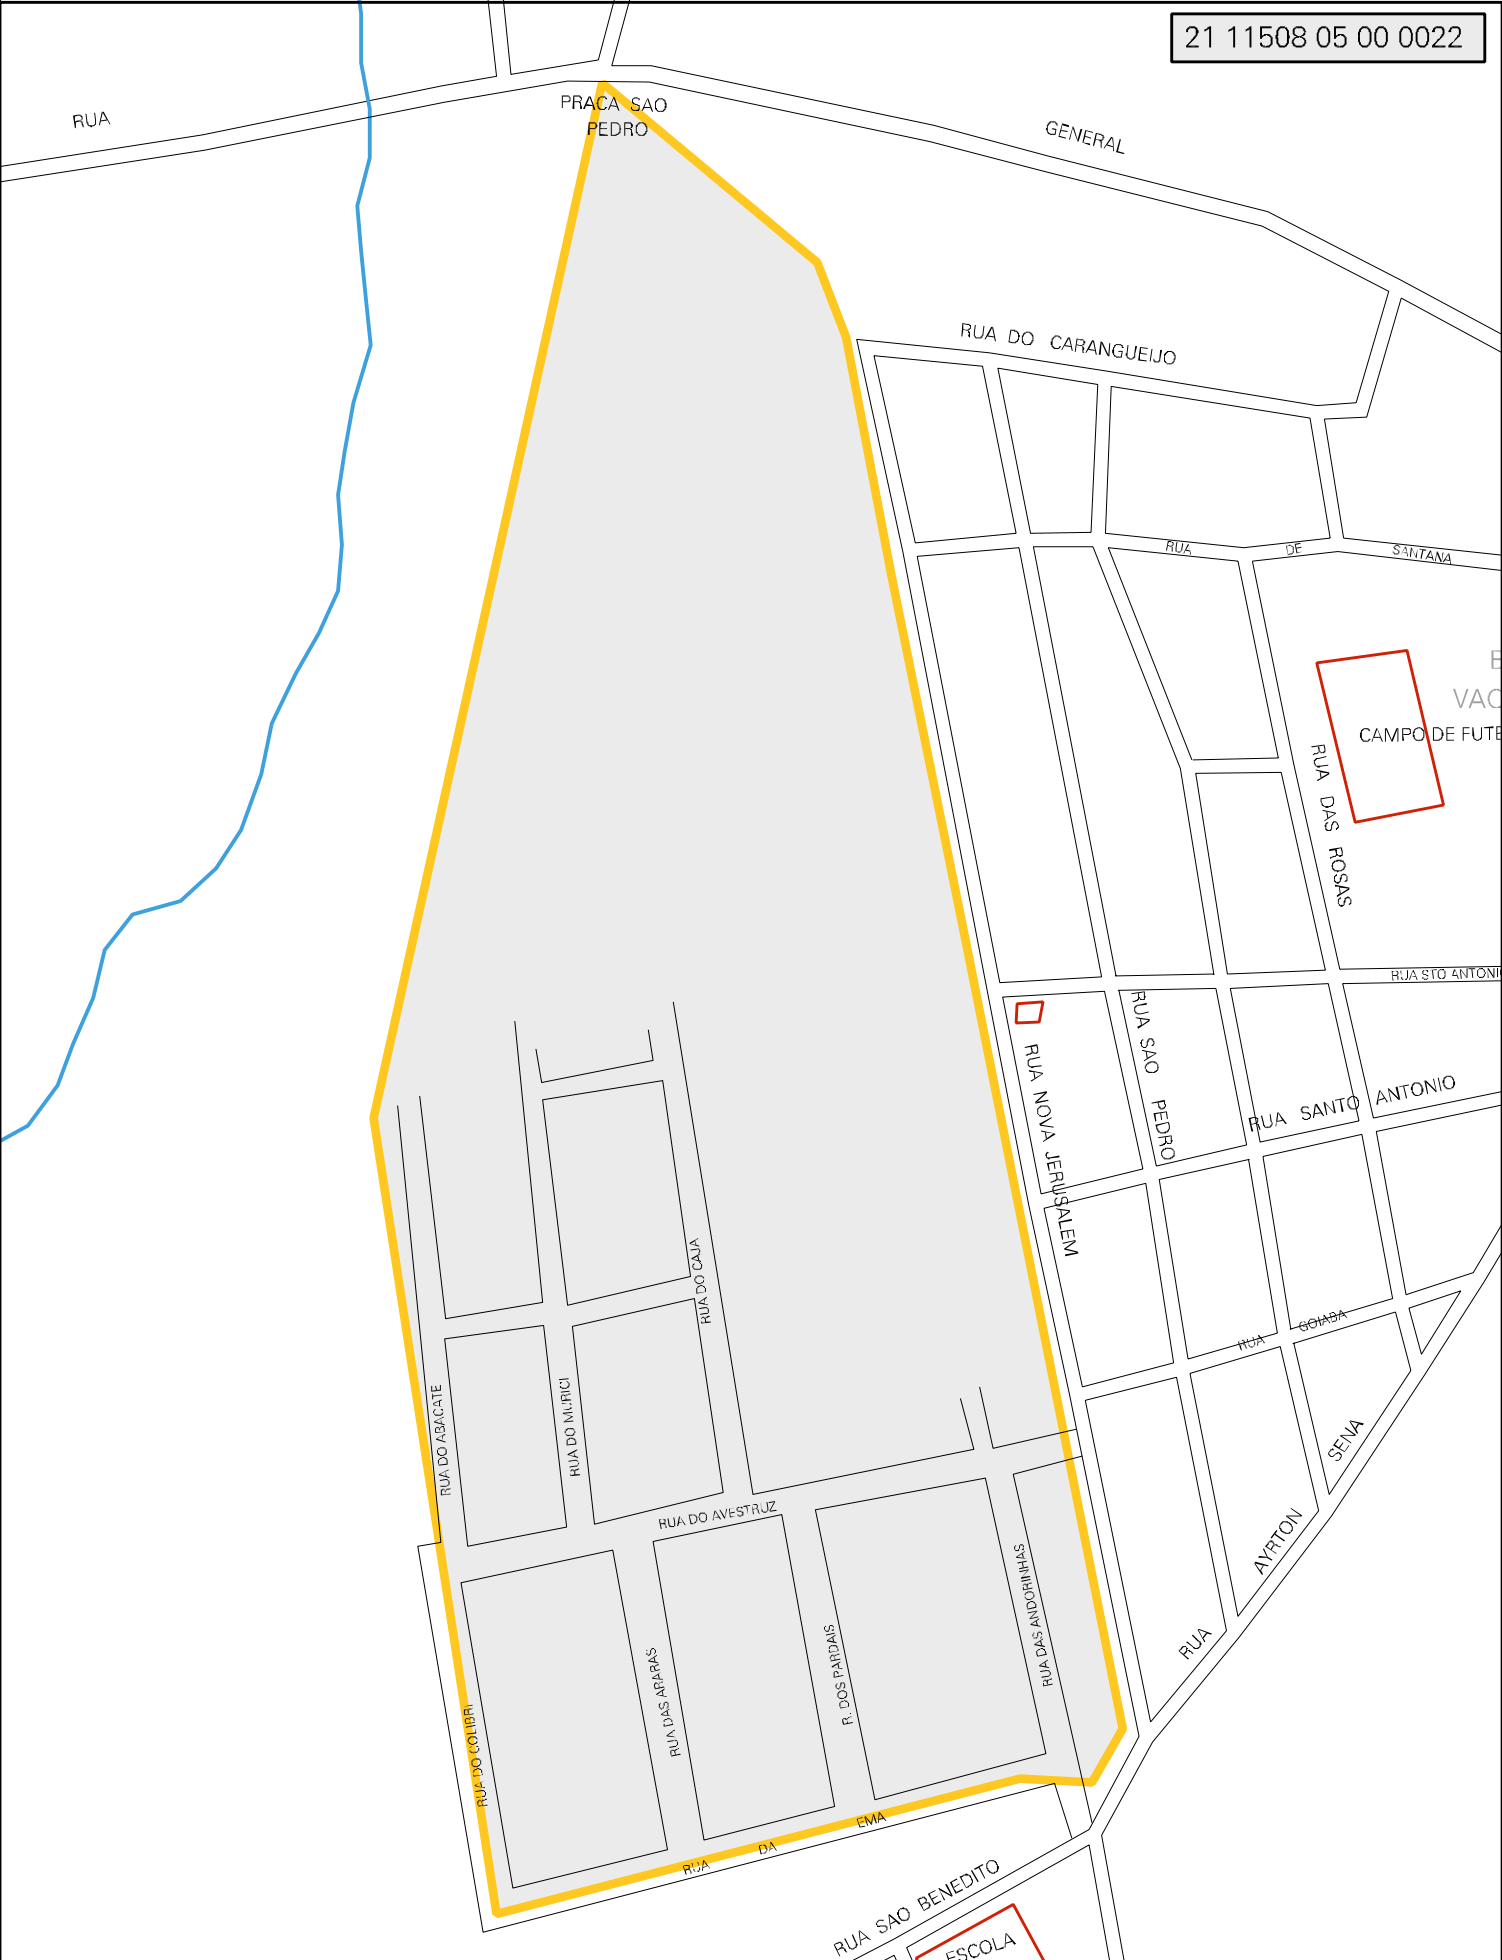 21 11508 05 00 0022
RUA
PRACA SAO
PEDRO
GENERAL
RUA DO CARANGUEIJO
RUA DE SANTANA
VAC
CAMPO DE FUTE
RUA DAS ROSAS
RUA STO ANTONI
RUA SAO PEDRO
RUA NOVA JERUSALEM
RUA SANTO ANTONIO
RUA DO CAJA
RUA GOIABA
RUA DO ABACATE
RUA DO MURICI
RUA DO AVESTRUZ
RUA AYRTON SENA
RUA DAS ANDORINHAS
R. DOS PARDAIS
RUA DAS ARARAS
RUA DO COLIBRI
RUA DA EMA
RUA SAO BENEDITO
ESCOLA